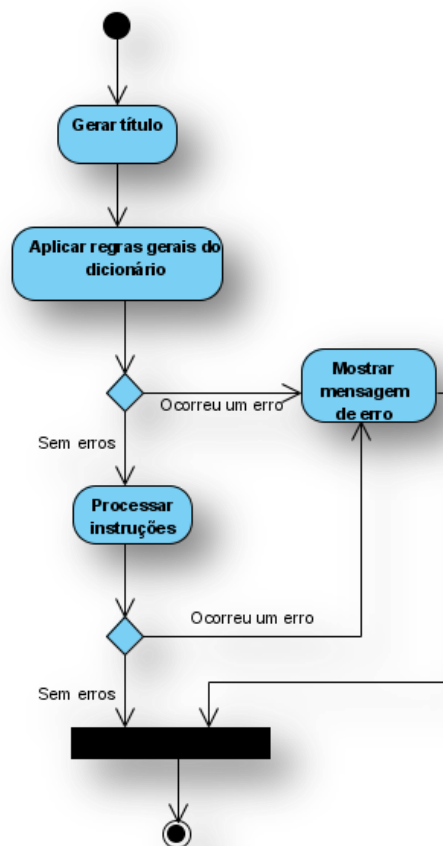 Gerar título
Aplicar regras gerais do
dicionário
Ocorreu um erro
Mostrar
mensagem
de erro
Sem erros
Processar
instruções
Ocorreu um erro
Sem erros